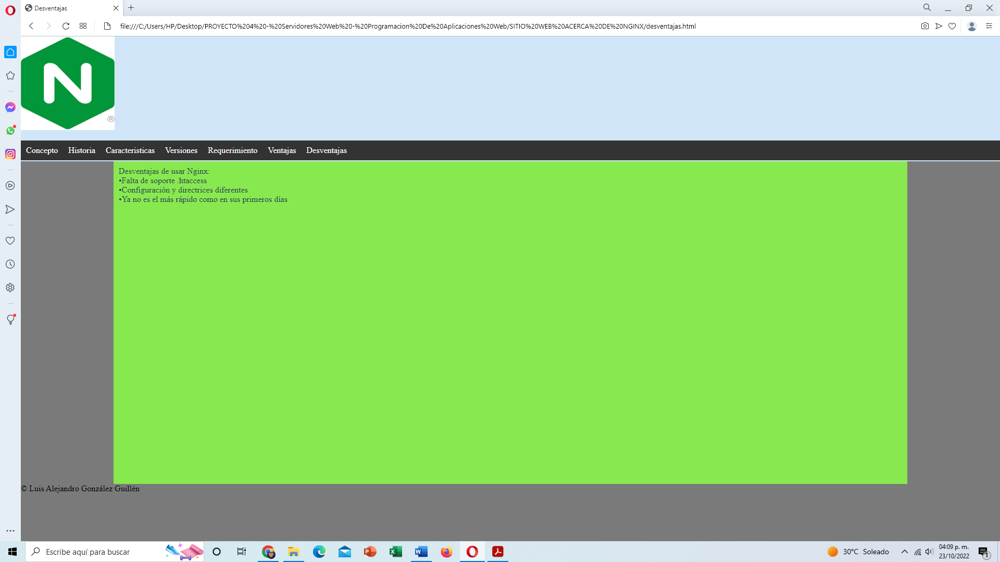 Desventajas
file:///C:/Users/HP/Desktop/PROYECTO%204%20-%20Servidores%20Web%20-%20Programacion%20De%20Aplicaciones%20Web/SITIO%20WEB%20ACERCA%20DE%20NGINX/desventajas.html
N
®
Concepto Historia Caracteristicas Versiones Requerimiento Ventajas Desventajas
Desventajas de usar Nginx:
•Falta de soporte .htaccess
•Configuración y directrices diferentes
•Ya no es el más rápido como en sus primeros días
© Luis Alejandro González Guillén
Escribe aquí para buscar
30°C Soleado
04:09 p. m.
23/10/2022
1